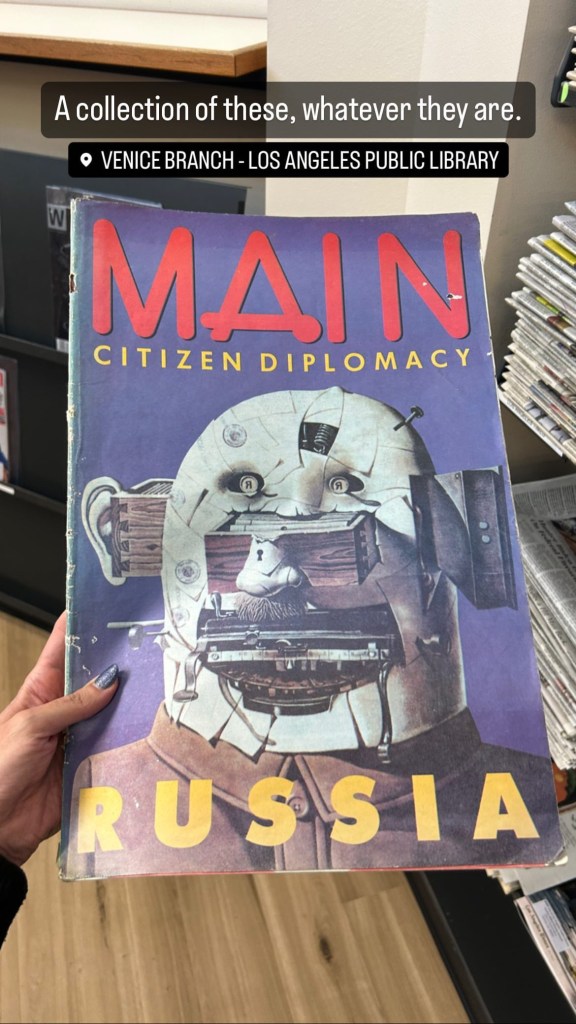 A collection of these, whatever they are.
VENICE BRANCH - LOS ANGELES PUBLIC LIBRARY
W
MAIN
CITIZEN DIPLOMACY
Я Я
RUSSIA